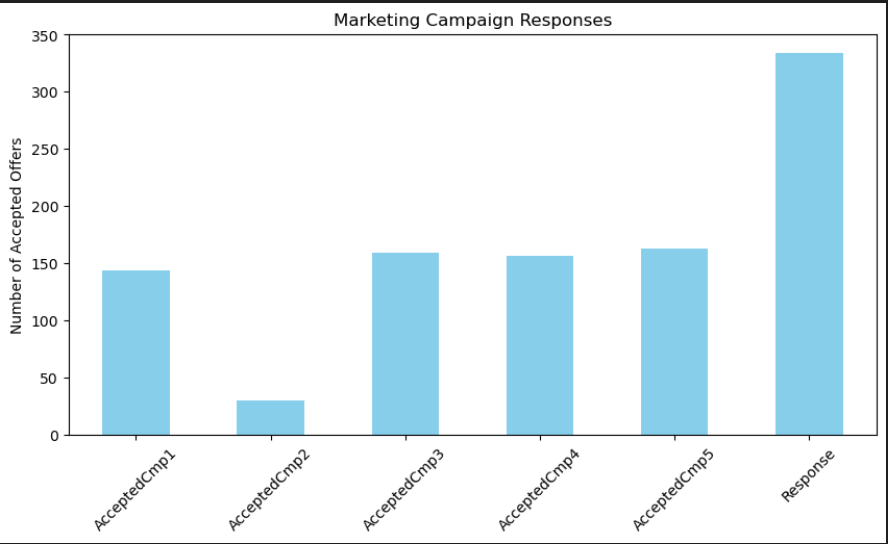 Marketing Campaign Responses
Number of Accepted Offers
350
300
250
200
150
100
50
0
AcceptedCmp1
AcceptedCmp2
AcceptedCmp3
AcceptedCmp4
AcceptedCmp5
Response